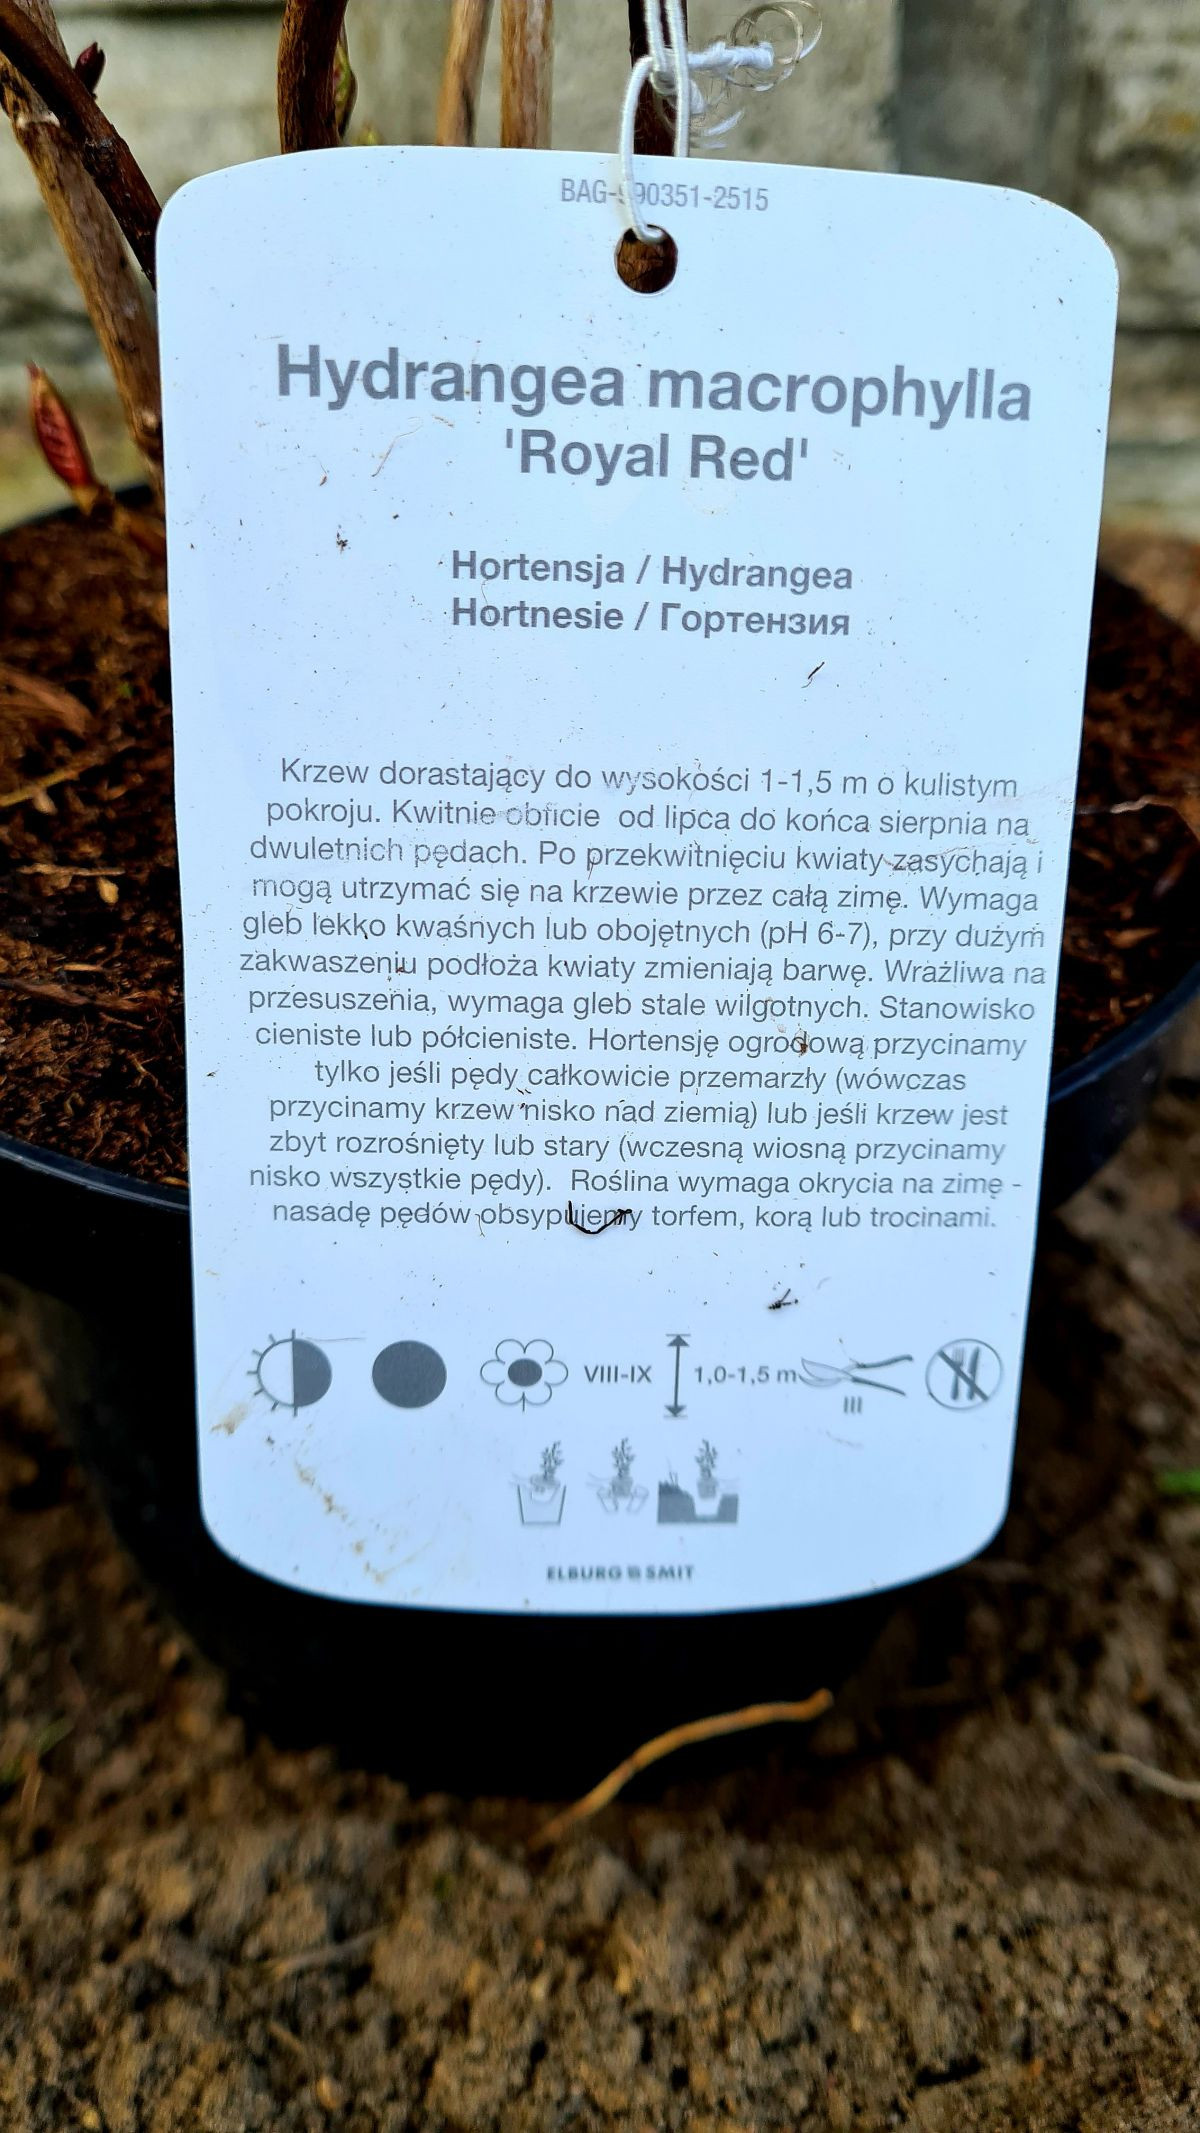 BAG-990351-2515
Hydrangea macrophylla
'Royal Red'
Hortensja / Hydrangea
Hortnesie / Гортензия
Krzew dorastający do wysokości 1-1,5 m o kulistym
pokroju. Kwitnie obficie od lipca do końca sierpnia na
dwuletnich pędach. Po przekwitnięciu kwiaty zasychają i
mogą utrzymać się na krzewie przez całą zimę. Wymaga
gleb lekko kwaśnych lub obojętnych (pH 6-7), przy dużym
zakwaszeniu podłoża kwiaty zmieniają barwę. Wrażliwa na
przesuszenia, wymaga gleb stale wilgotnych. Stanowisko
cieniste lub półcieniste. Hortensję ogrodową przycinamy
tylko jeśli pędy całkowicie przemarzły (wówczas
przycinamy krzew nisko nad ziemią) lub jeśli krzew jest
zbyt rozrośnięty lub stary (wczesną wiosną przycinamy
nisko wszystkie pędy). Roślina wymaga okrycia na zimę -
nasadę pędów obsypujemy torfem, korą lub trocinami.
VIII-IX 1,0-1,5 m
III
ELBURG SMIT